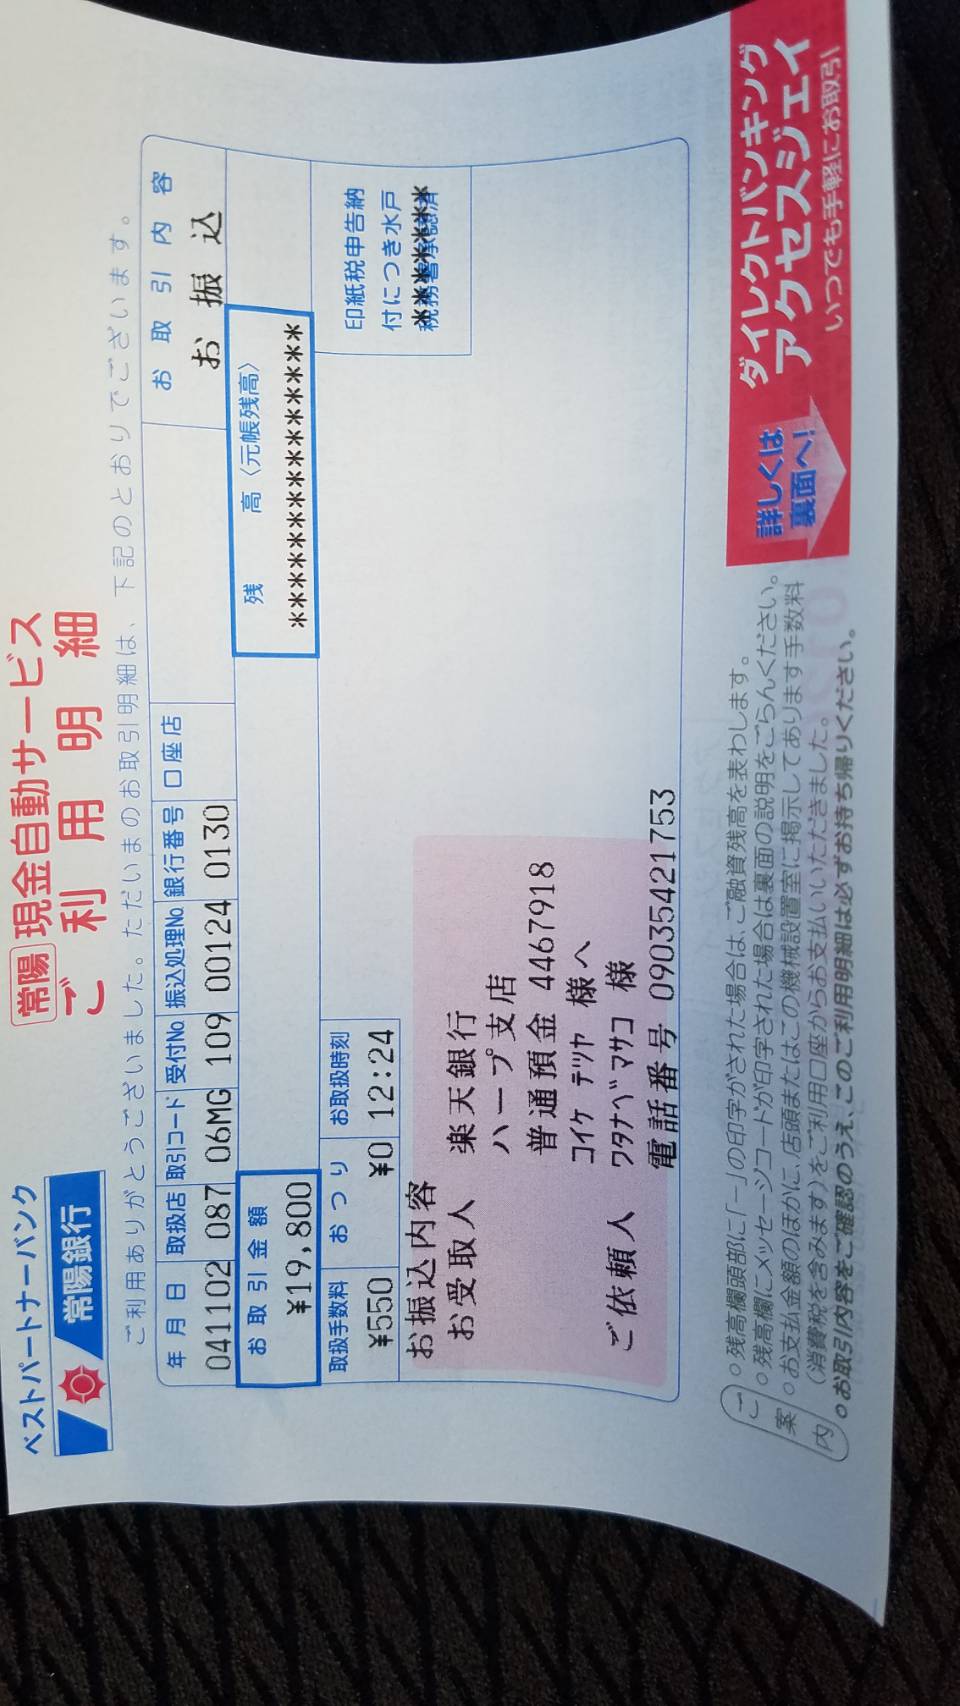 ベストパートナーバンク
常陽銀行
常陽 現金自動サービス
ご利用明細
ご利用ありがとうございました。ただいまのお取引明細は、下記のとおりでございます。
年月日 取扱店 取引コード 受付No. 振込処理No. 銀行番号 口座店 お取引内容
041102 087 06MG 109 00124 0130 お振込
お取引金額 残高〈元帳残高〉
¥19,800 ******************
取扱手数料 おつり お取扱時刻
¥550 ¥0 12:24
印紙税申告納
付につき水戸
税務署承認済
お振込内容
お受取人 楽天銀行
ハープ支店
普通預金 4467918
コイケ テツヤ 様へ
ご依頼人 ワタナベ マサコ 様
電話番号 09035421753
ご案内
○残高欄頭部に「-」の印字がされた場合は、ご融資残高を表わします。
○残高欄にメッセージコードが印字された場合は裏面の説明をごらんください。
○お支払金額のほかに、店頭またはこの機械設置室に掲示してあります手数料
(消費税を含みます)をご利用口座からお支払いいただきました。
○お取引内容をご確認のうえ、このご利用明細は必ずお持ち帰りください。
詳しくは
裏面へ!
ダイレクトバンキング
アクセスジェイ
いつでも手軽にお取引